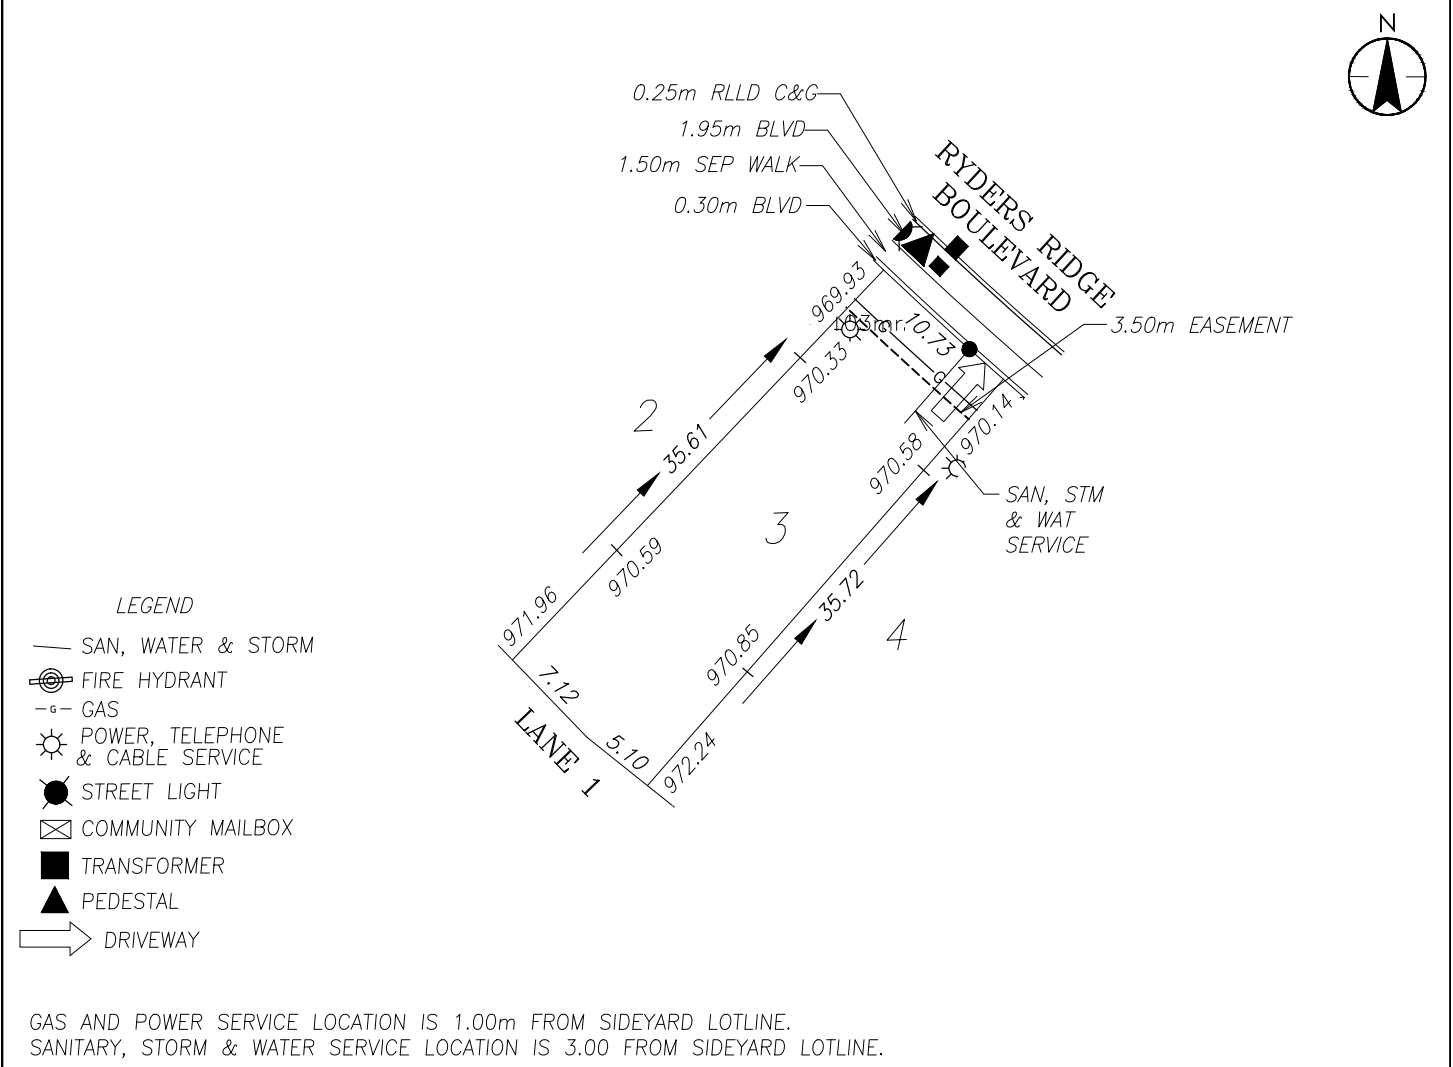 N
0.25m RLLD C&G
1.95m BLVD
1.50m SEP WALK
0.30m BLVD
RYDERS RIDGE
BOULEVARD
969.93
10.73
3.50m EASEMENT
970.33
G
G
970.14
2
35.61
970.58
SAN, STM
& WAT
SERVICE
3
970.59
35.72
971.96
970.85
4
7.12
5.10
972.24
LANE 1
LEGEND
SAN, WATER & STORM
FIRE HYDRANT
G GAS
POWER, TELEPHONE
& CABLE SERVICE
STREET LIGHT
COMMUNITY MAILBOX
TRANSFORMER
PEDESTAL
DRIVEWAY
GAS AND POWER SERVICE LOCATION IS 1.00m FROM SIDEYARD LOTLINE.
SANITARY, STORM & WATER SERVICE LOCATION IS 3.00 FROM SIDEYARD LOTLINE.